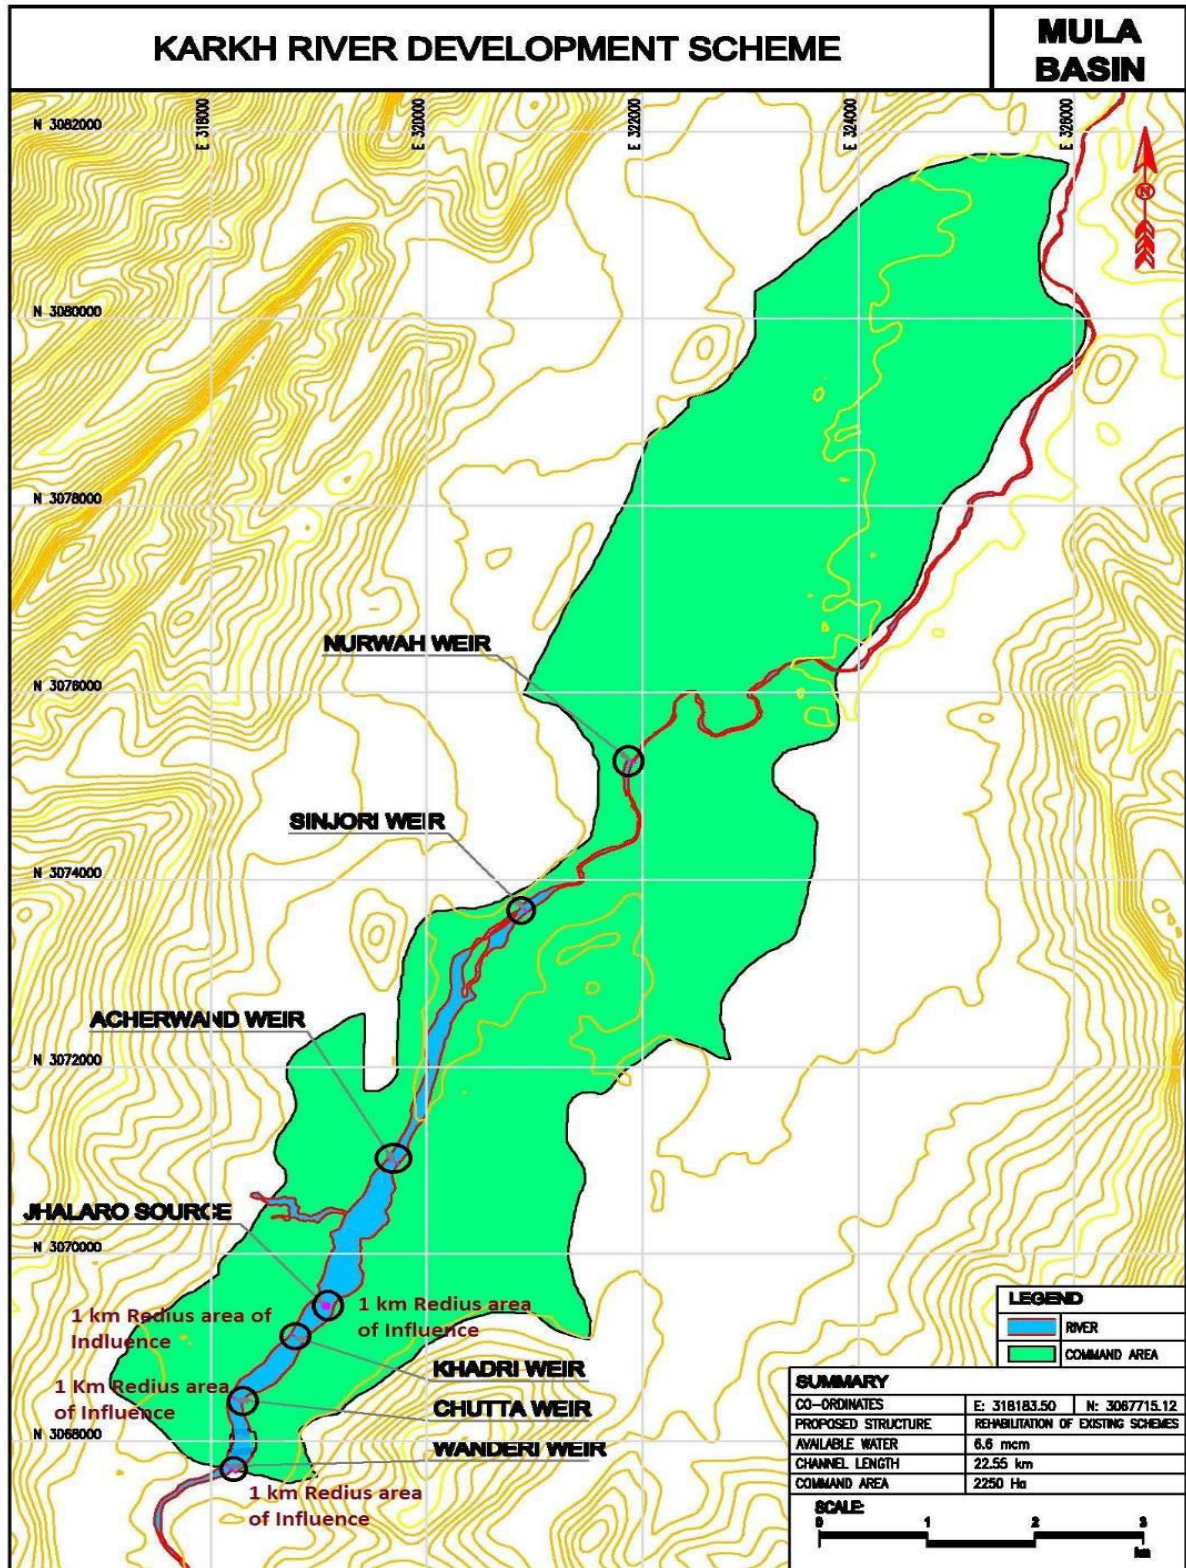 KARKH RIVER DEVELOPMENT SCHEME
MULA
BASIN
N 3082000
E 318000
E 320000
E 322000
E 324000
E 326000
N
N 3080000
N 3078000
NURWAH WEIR
N 3076000
SINJORI WEIR
N 3074000
ACHERWAND WEIR
N 3072000
JHALARO SOURCE
N 3070000
1 km Redius area of
Indluence
1 km Redius area
of Influence
KHADRI WEIR
1 Km Redius area
of Influence
CHUTTA WEIR
N 3068000
WANDERI WEIR
1 km Redius area
of Influence
LEGEND
RIVER
COMMAND AREA
SUMMARY
CO-ORDINATES E: 318183.50 N: 3067715.12
PROPOSED STRUCTURE REHABILITATION OF EXISTING SCHEMES
AVAILABLE WATER 6.6 mcm
CHANNEL LENGTH 22.55 km
COMMAND AREA 2250 Ha
SCALE:
0 1 2 3
km